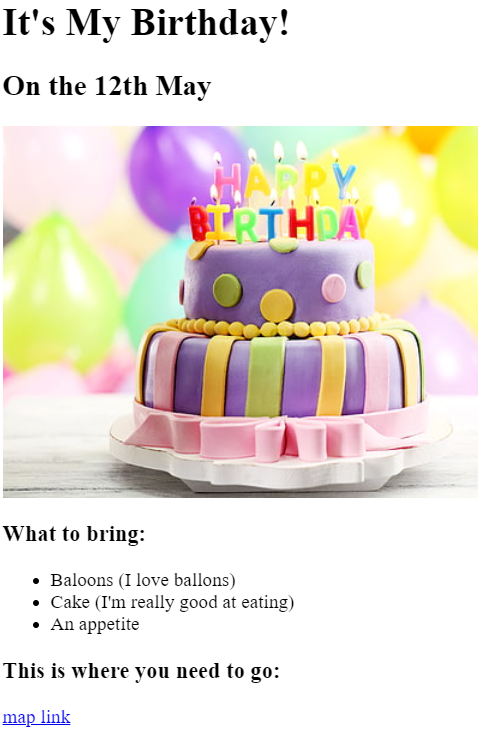 It's My Birthday!
On the 12th May
HAPPY
BIRTHDAY
What to bring:
Baloons (I love ballons)
Cake (I'm really good at eating)
An appetite
This is where you need to go:
map link